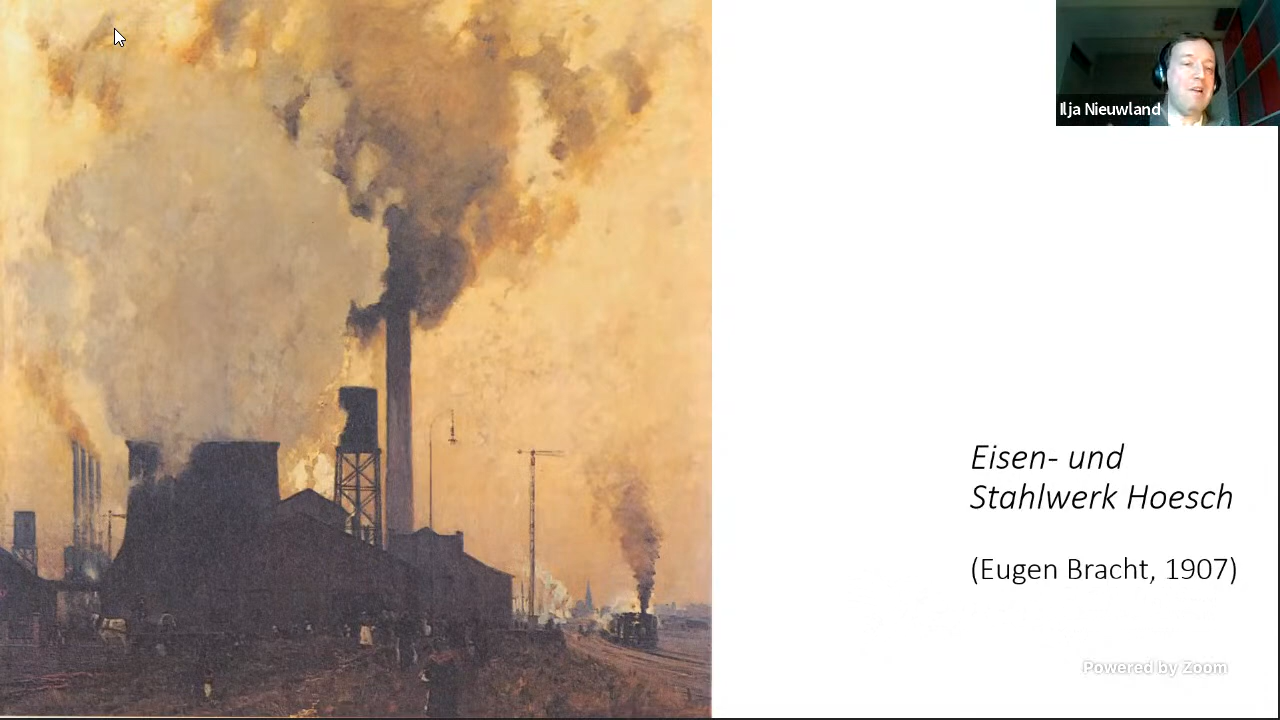 Ilja Nieuwland
Eisen- und
Stahlwerk Hoesch
(Eugen Bracht, 1907)
Powered by Zoom